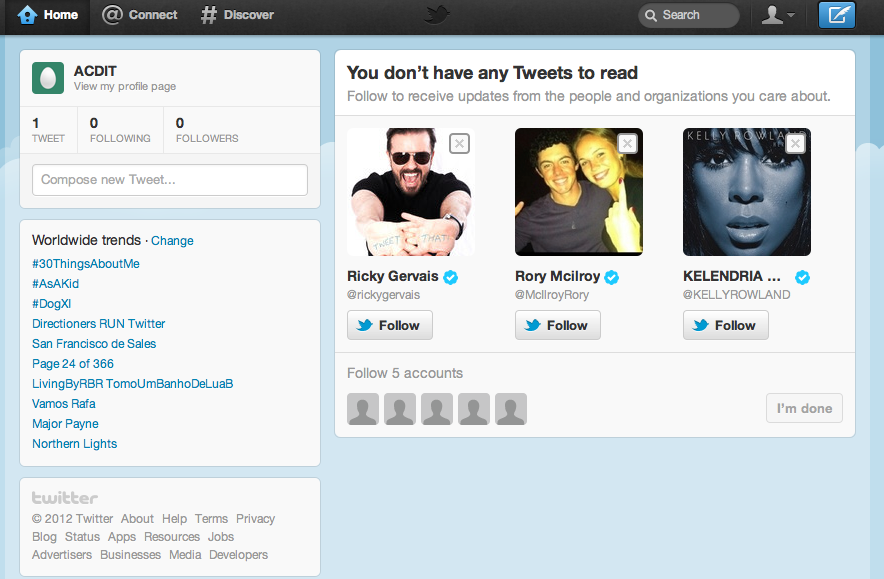 Home Connect Discover Search
ACDIT
View my profile page
1 0 0
TWEET FOLLOWING FOLLOWERS
Compose new Tweet...
Worldwide trends · Change
#30ThingsAboutMe
#AsAKid
#DogXI
Directioners RUN Twitter
San Francisco de Sales
Page 24 of 366
LivingByRBR TomoUmBanhoDeLuaB
Vamos Rafa
Major Payne
Northern Lights
twitter
© 2012 Twitter About Help Terms Privacy
Blog Status Apps Resources Jobs
Advertisers Businesses Media Developers
You don't have any Tweets to read
Follow to receive updates from the people and organizations you care about.
TWEET THAT
KELLY ROWLAND
Ricky Gervais Rory Mcilroy KELENDRIA ...
@rickygervais @McIlroyRory @KELLYROWLAND
Follow Follow Follow
Follow 5 accounts
I'm done